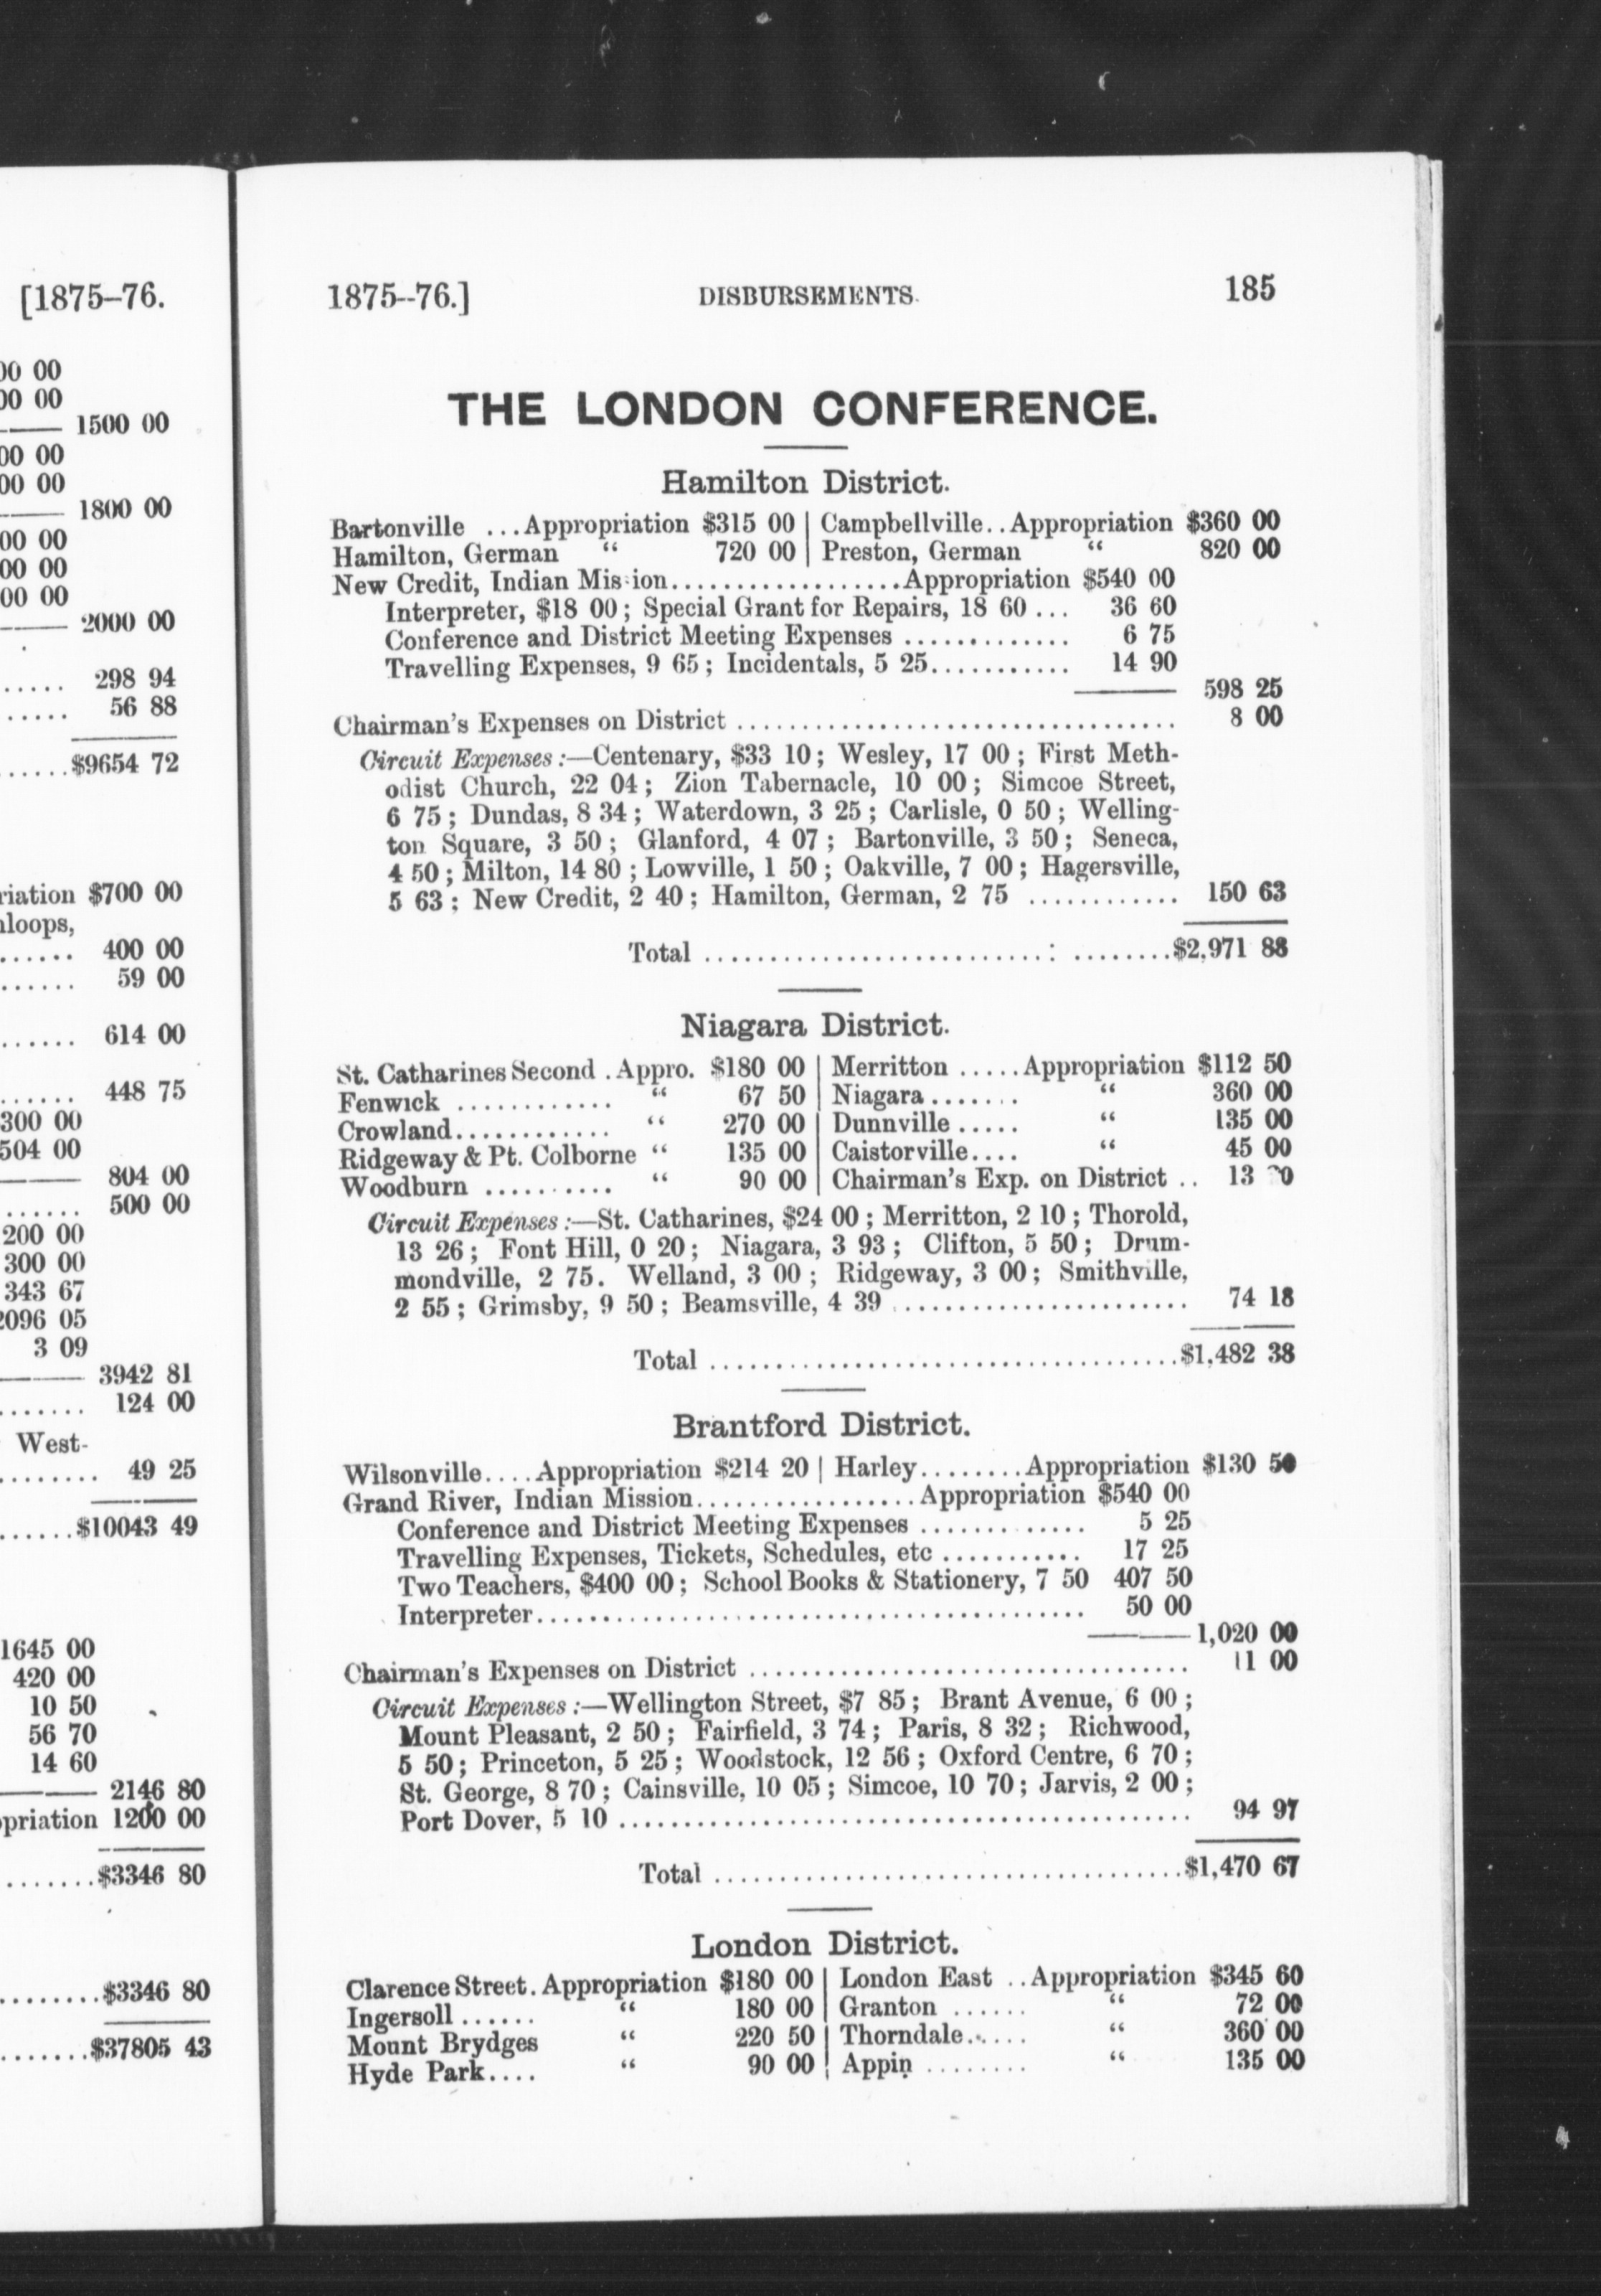 [1875–76.
00 00
00 00
1500 00
00 00
00 00
1800 00
00 00
00 00
00 00
2000 00
..... 298 94
..... 56 88
......$9654 72
$700 00
...... 400 00
...... 59 00
...... 614 00
...... 448 75
300 00
504 00
804 00
...... 500 00
200 00
300 00
343 67
2096 05
3 09
3942 81
....... 124 00
West-
........ 49 25
......$10043 49
1645 00
420 00
10 50
56 70
14 60
2146 80
1200 00
.......$3346 80
........$3346 80
.......$37805 43
1875--76.] DISBURSEMENTS. 185
THE LONDON CONFERENCE.
Hamilton District.
Bartonville ...Appropriation $315 00 | Campbellville..Appropriation $360 00
Hamilton, German “ 720 00 | Preston, German “ 820 00
New Credit, Indian Mission..................Appropriation $540 00
Interpreter, $18 00; Special Grant for Repairs, 18 60 ... 36 60
Conference and District Meeting Expenses ............. 6 75
Travelling Expenses, 9 65; Incidentals, 5 25........... 14 90
598 25
Chairman's Expenses on District .................................. 8 00
Circuit Expenses:—Centenary, $33 10; Wesley, 17 00; First Meth-
odist Church, 22 04; Zion Tabernacle, 10 00; Simcoe Street,
6 75; Dundas, 8 34; Waterdown, 3 25; Carlisle, 0 50; Welling-
ton Square, 3 50; Glanford, 4 07; Bartonville, 3 50; Seneca,
4 50; Milton, 14 80; Lowville, 1 50; Oakville, 7 00; Hagersville,
5 63; New Credit, 2 40; Hamilton, German, 2 75 ............ 150 63
Total ...........................: ........$2,971 88
Niagara District.
St. Catharines Second . Appro. $180 00 | Merritton .....Appropriation $112 50
Fenwick ............ “ 67 50 | Niagara....... “ 360 00
Crowland............ “ 270 00 | Dunnville ..... “ 135 00
Ridgeway & Pt. Colborne “ 135 00 | Caistorville.... “ 45 00
Woodburn .......... “ 90 00 | Chairman's Exp. on District .. 13
Circuit Expenses:—St. Catharines, $24 00; Merritton, 2 10; Thorold,
13 26; Font Hill, 0 20; Niagara, 3 93; Clifton, 5 50; Drum-
mondville, 2 75. Welland, 3 00; Ridgeway, 3 00; Smithville,
2 55; Grimsby, 9 50; Beamsville, 4 39 ....................... 74 18
Total ....................................$1,482 38
Brantford District.
Wilsonville....Appropriation $214 20 | Harley........Appropriation $130 50
Grand River, Indian Mission.................Appropriation $540 00
Conference and District Meeting Expenses ............. 5 25
Travelling Expenses, Tickets, Schedules, etc ........... 17 25
Two Teachers, $400 00; School Books & Stationery, 7 50 407 50
Interpreter.......................................... 50 00
1,020 00
Chairman's Expenses on District .................................. 11 00
Circuit Expenses:—Wellington Street, $7 85; Brant Avenue, 6 00;
Mount Pleasant, 2 50; Fairfield, 3 74; Paris, 8 32; Richwood,
5 50; Princeton, 5 25; Woodstock, 12 56; Oxford Centre, 6 70;
St. George, 8 70; Cainsville, 10 05; Simcoe, 10 70; Jarvis, 2 00;
Port Dover, 5 10 ............................................ 94 97
Total ....................................$1,470 67
London District.
Clarence Street. Appropriation $180 00 | London East ..Appropriation $345 60
Ingersoll ...... “ 180 00 | Granton ...... “ 72 00
Mount Brydges “ 220 50 | Thorndale..... “ 360 00
Hyde Park.... “ 90 00 | Appin ........ “ 135 00